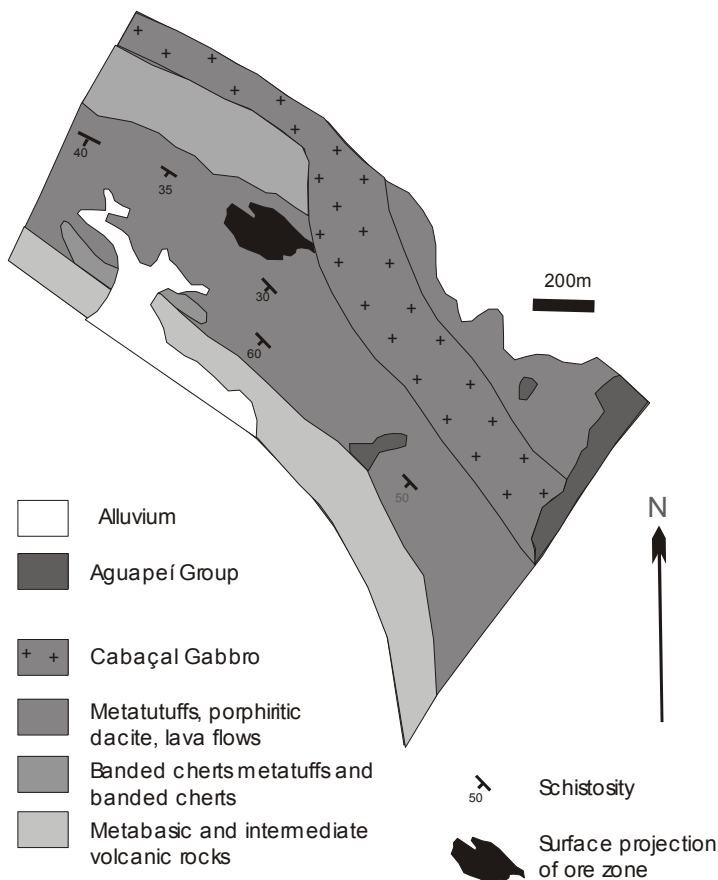 40
35
200m
30
60
50
N
Alluvium
Aguapeí Group
Cabaçal Gabbro
Metatutuffs, porphiritic
dacite, lava flows
Banded cherts metatuffs and
banded cherts
Metabasic and intermediate
volcanic rocks
50
Schistosity
Surface projection
of ore zone